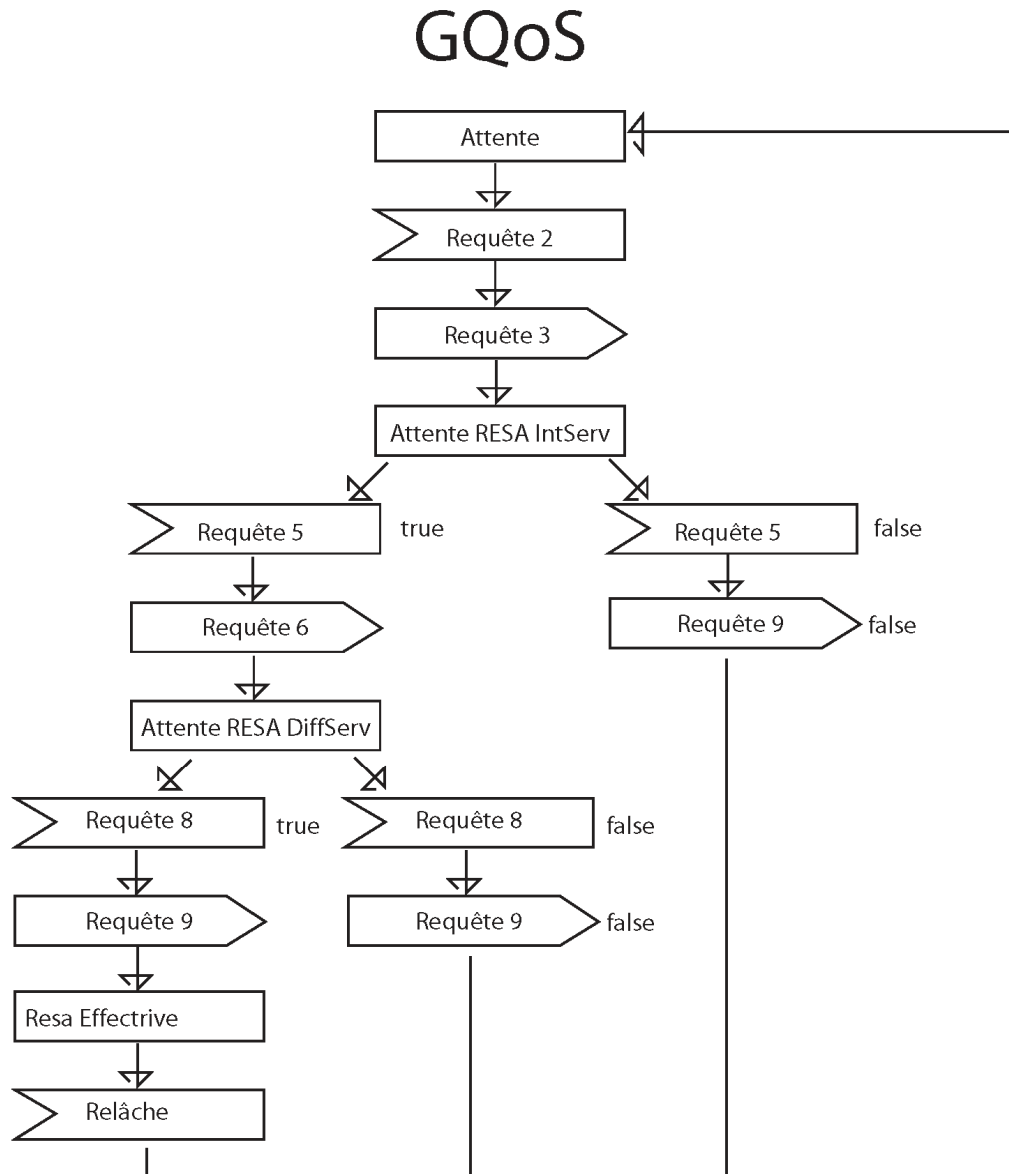 GQoS
Attente
Requête 2
Requête 3
Attente RESA IntServ
Requête 5
true
Requête 5
false
Requête 6
Requête 9
false
Attente RESA DiffServ
Requête 8
true
Requête 8
false
Requête 9
Requête 9
false
Resa Effectrive
Relâche